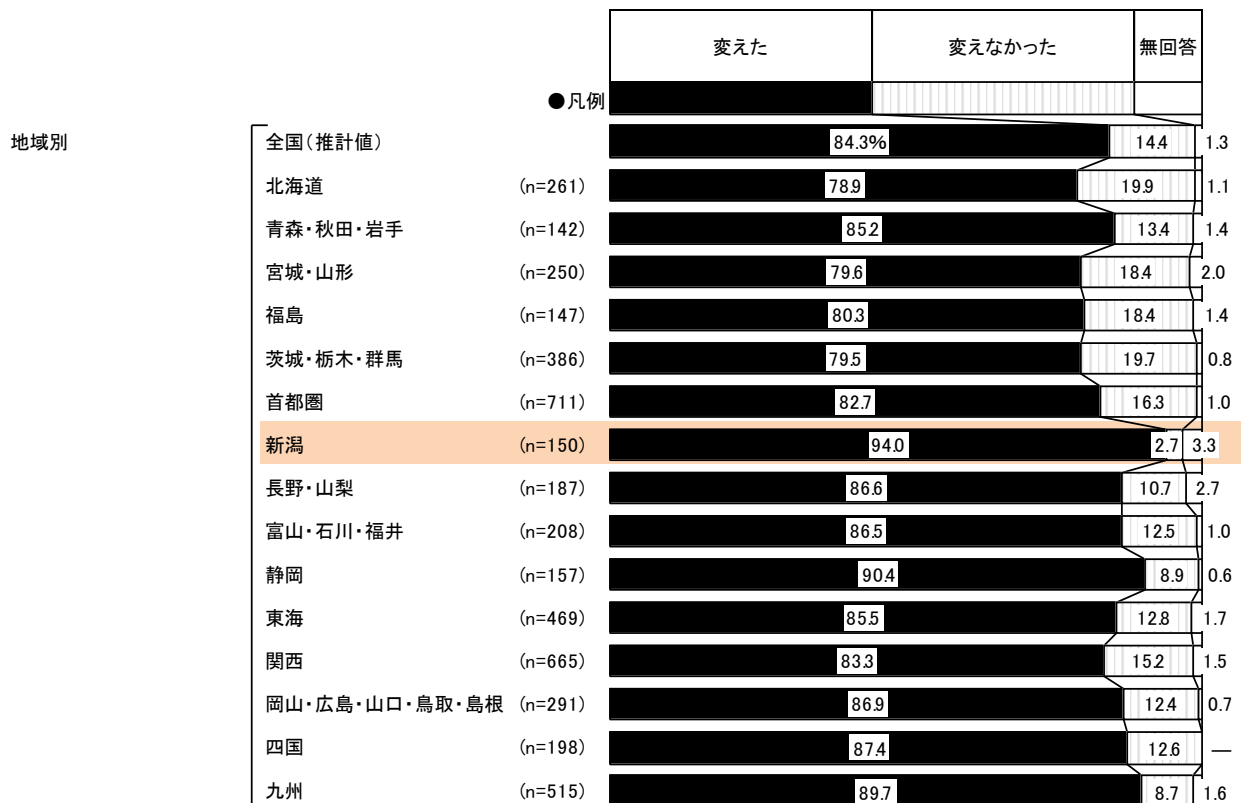 変えた 変えなかった 無回答
●凡例
地域別 全国(推計値) 84.3% 14.4 1.3
北海道 (n=261) 78.9 19.9 1.1
青森・秋田・岩手 (n=142) 85.2 13.4 1.4
宮城・山形 (n=250) 79.6 18.4 2.0
福島 (n=147) 80.3 18.4 1.4
茨城・栃木・群馬 (n=386) 79.5 19.7 0.8
首都圏 (n=711) 82.7 16.3 1.0
新潟 (n=150) 94.0 2.7 3.3
長野・山梨 (n=187) 86.6 10.7 2.7
富山・石川・福井 (n=208) 86.5 12.5 1.0
静岡 (n=157) 90.4 8.9 0.6
東海 (n=469) 85.5 12.8 1.7
関西 (n=665) 83.3 15.2 1.5
岡山・広島・山口・鳥取・島根 (n=291) 86.9 12.4 0.7
四国 (n=198) 87.4 12.6 ―
九州 (n=515) 89.7 8.7 1.6